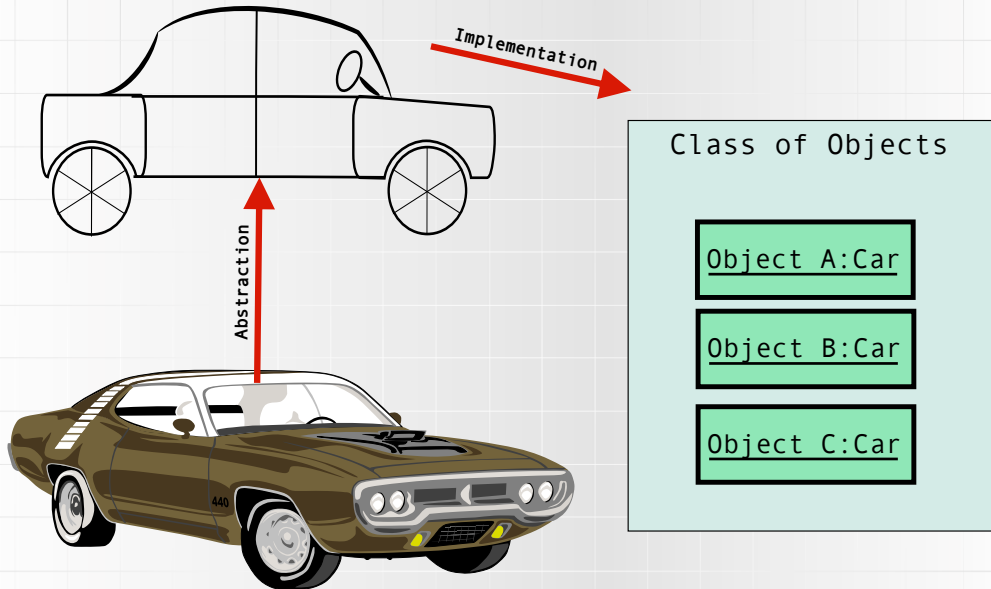 Implementation
Class of Objects
Abstraction
Object A:Car
Object B:Car
Object C:Car
440